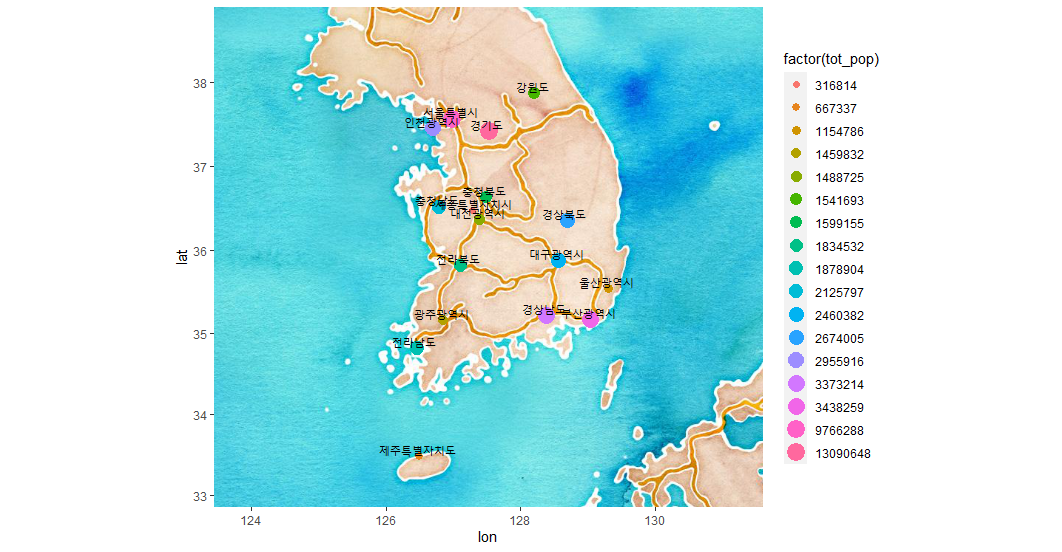 factor(tot_pop)
316814
667337
1154786
1459832
1488725
1541693
1599155
1834532
1878904
2125797
2460382
2674005
2955916
3373214
3438259
9766288
13090648
38
37
36
35
34
33
lat
강원도
서울특별시
인천광역시
경기도
충청북도
충청남도
세종특별자치시
대전광역시
경상북도
대구광역시
전라북도
울산광역시
경상남도
부산광역시
광주광역시
전라남도
제주특별자치도
124
126
128
130
lon